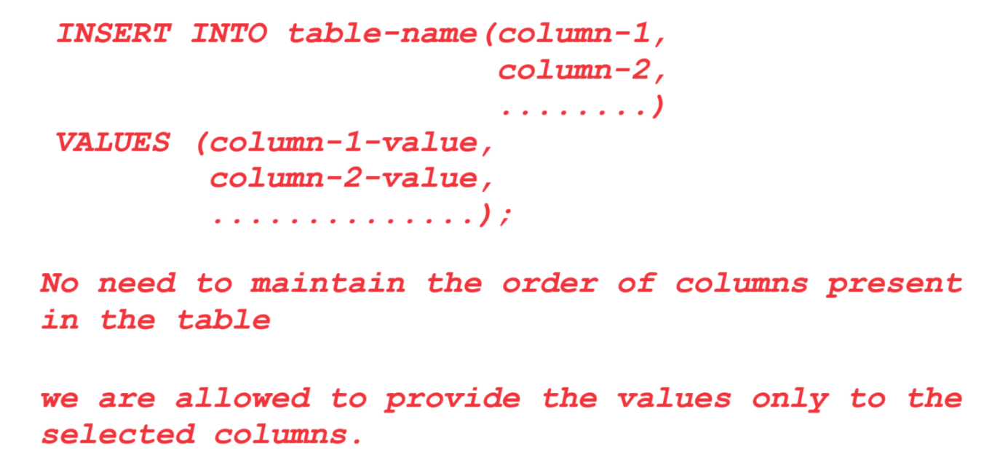 INSERT INTO table-name(column-1,
column-2,
........)
VALUES (column-1-value,
column-2-value,
..............);
No need to maintain the order of columns present
in the table
we are allowed to provide the values only to the
selected columns.